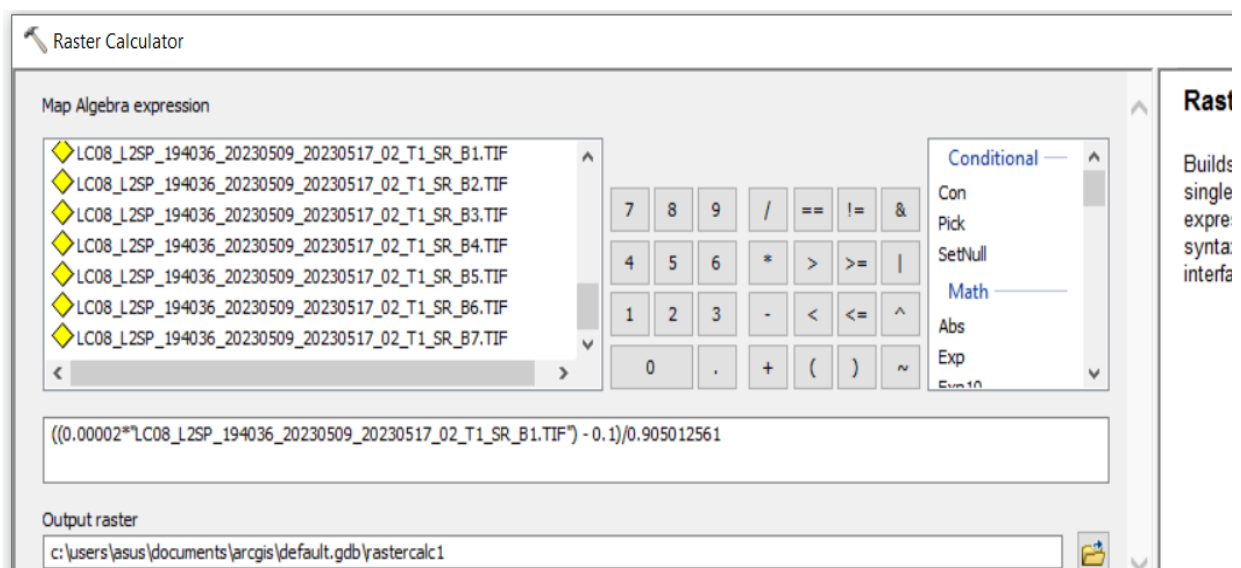 Raster Calculator
Map Algebra expression
LC08_L2SP_194036_20230509_20230517_02_T1_SR_B1.TIF
LC08_L2SP_194036_20230509_20230517_02_T1_SR_B2.TIF
LC08_L2SP_194036_20230509_20230517_02_T1_SR_B3.TIF
LC08_L2SP_194036_20230509_20230517_02_T1_SR_B4.TIF
LC08_L2SP_194036_20230509_20230517_02_T1_SR_B5.TIF
LC08_L2SP_194036_20230509_20230517_02_T1_SR_B6.TIF
LC08_L2SP_194036_20230509_20230517_02_T1_SR_B7.TIF
7 8 9 / == != &
4 5 6 * > >= |
1 2 3 - < <= ^
0 . + ( ) ~
Conditional
Con
Pick
SetNull
Math
Abs
Exp
Exp10
((0.00002*"LC08_L2SP_194036_20230509_20230517_02_T1_SR_B1.TIF") - 0.1)/0.905012561
Output raster
c:\users\asus\documents\arcgis\default.gdb\rastercalc1
Rast
Builds
single
expre
synta
interfa